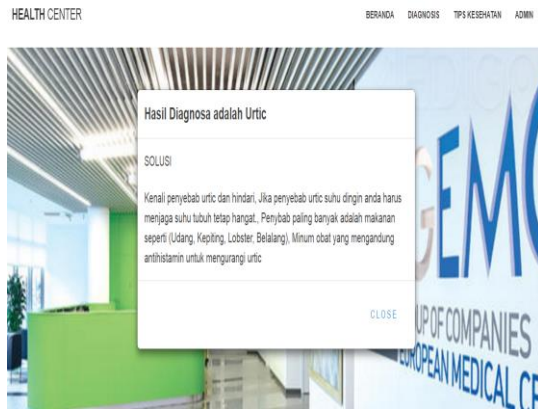 HEALTH CENTER
BERANDA DIAGNOSIS TIPS KESEHATAN ADMIN
Hasil Diagnosa adalah Urtic
SOLUSI
Kenali penyebab urtic dan hindari, Jika penyebab urtic suhu dingin anda harus
menjaga suhu tubuh tetap hangat., Penybab paling banyak adalah makanan
seperti (Udang, Kepiting, Lobster, Belalang), Minum obat yang mengandung
antihistamin untuk mengurangi urtic
CLOSE
GEMC
UP OF COMPANIES
EUROPEAN MEDICAL CE